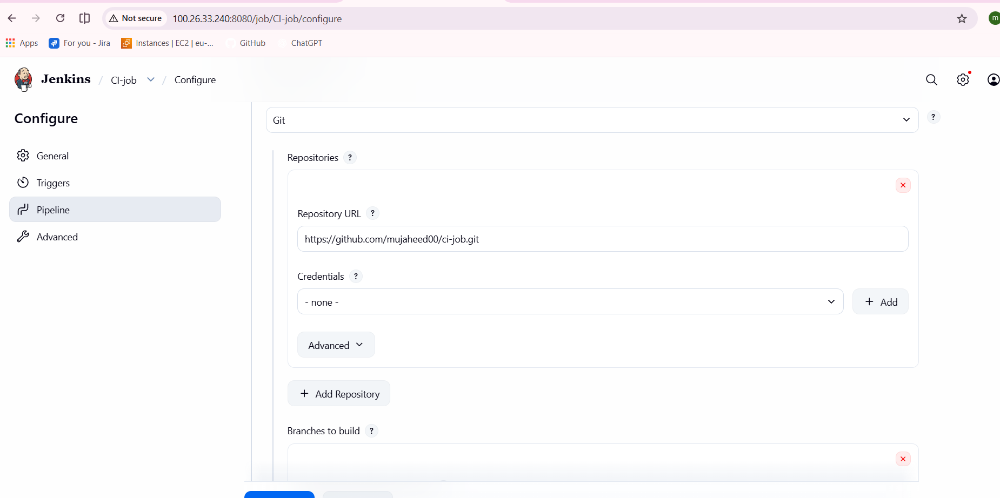 Not secure 100.26.33.240:8080/job/CI-job/configure
m
Apps For you - Jira Instances | EC2 | eu-... GitHub ChatGPT
Jenkins / CI-job / Configure
Configure
General
Triggers
Pipeline
Advanced
Git
?
Repositories ?
Repository URL ?
https://github.com/mujaheed00/ci-job.git
Credentials ?
- none -
+ Add
Advanced
+ Add Repository
Branches to build ?